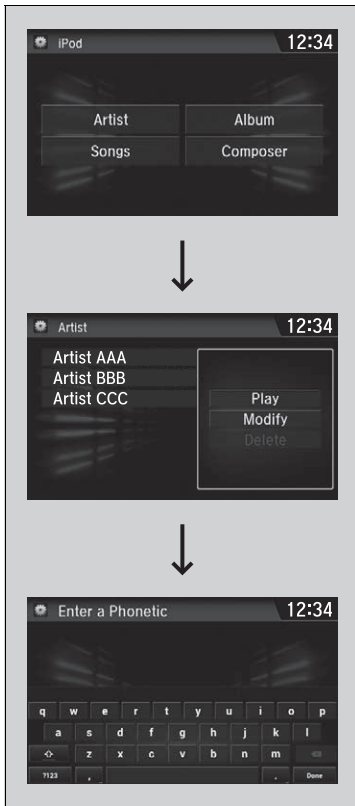 iPod 12:34
Artist Album
Songs Composer
Artist 12:34
Artist AAA
Artist BBB
Artist CCC
Play
Modify
Delete
Enter a Phonetic 12:34
q w e r t y u i o p
a s d f g h j k l
z x c v b n m
?123 , . Done